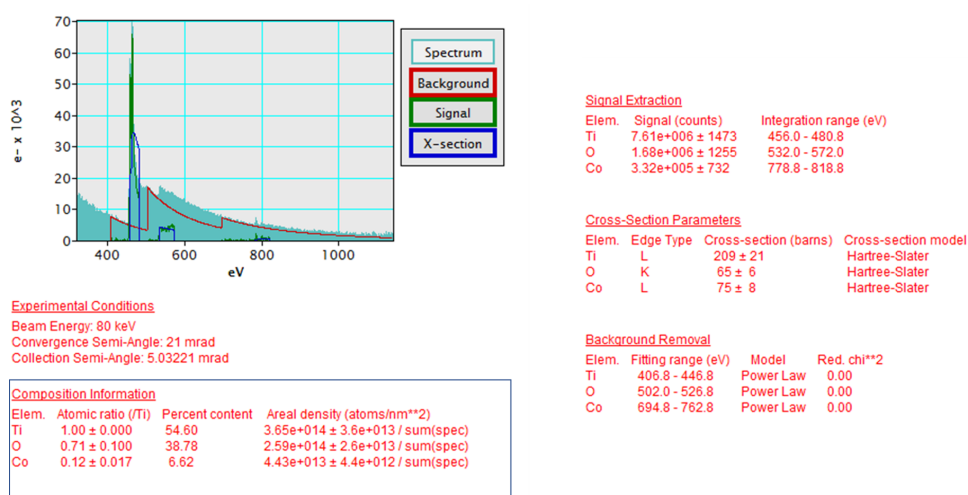 70
60
50
40
30
20
10
0
e- x 10^3
400 600 800 1000
eV
Spectrum
Background
Signal
X-section
Experimental Conditions
Beam Energy: 80 keV
Convergence Semi-Angle: 21 mrad
Collection Semi-Angle: 5.03221 mrad
Composition Information
Elem. Atomic ratio (/Ti) Percent content Areal density (atoms/nm**2)
Ti 1.00 ± 0.000 54.60 3.65e+014 ± 3.6e+013 / sum(spec)
O 0.71 ± 0.100 38.78 2.59e+014 ± 2.6e+013 / sum(spec)
Co 0.12 ± 0.017 6.62 4.43e+013 ± 4.4e+012 / sum(spec)
Signal Extraction
Elem. Signal (counts) Integration range (eV)
Ti 7.61e+006 ± 1473 456.0 - 480.8
O 1.68e+006 ± 1255 532.0 - 572.0
Co 3.32e+005 ± 732 778.8 - 818.8
Cross-Section Parameters
Elem. Edge Type Cross-section (barns) Cross-section model
Ti L 209 ± 21 Hartree-Slater
O K 65 ± 6 Hartree-Slater
Co L 75 ± 8 Hartree-Slater
Background Removal
Elem. Fitting range (eV) Model Red. chi**2
Ti 406.8 - 446.8 Power Law 0.00
O 502.0 - 526.8 Power Law 0.00
Co 694.8 - 762.8 Power Law 0.00